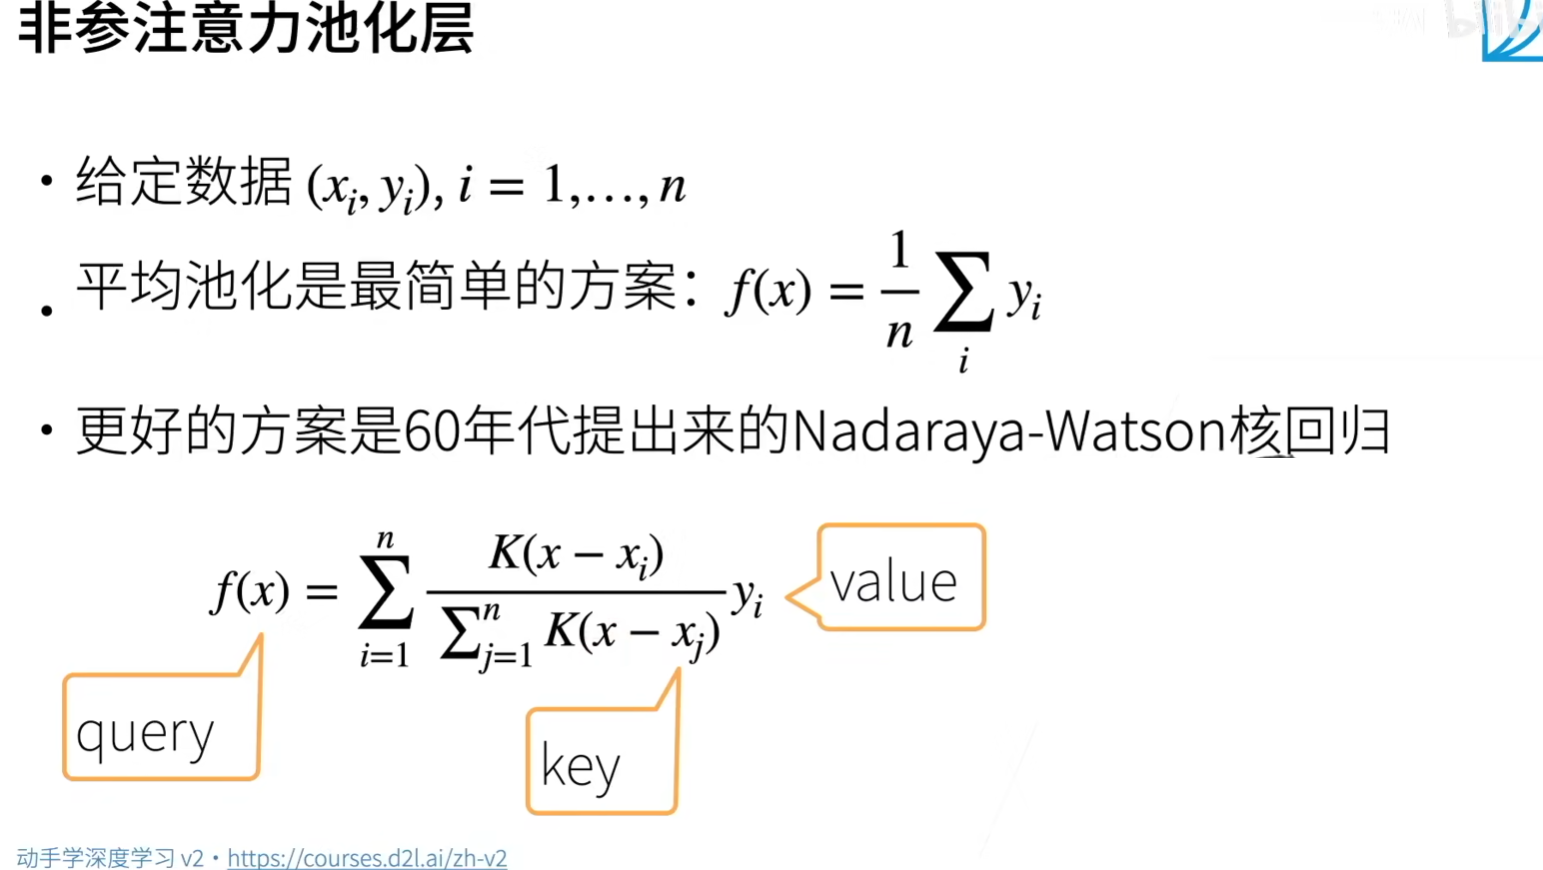 非参注意力池化层
bilibili
• 给定数据 (x_i, y_i), i = 1,…, n
• 平均池化是最简单的方案：f(x) = \frac{1}{n} \sum_i y_i
• 更好的方案是60年代提出来的Nadaraya-Watson核回归
f(x) = \sum_{i=1}^{n} \frac{K(x − x_i)}{\sum_{j=1}^{n} K(x − x_j)} y_i
value
query
key
动手学深度学习 v2 • https://courses.d2l.ai/zh-v2